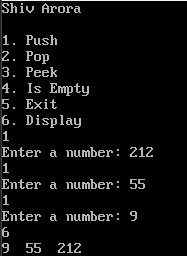 Shiv Arora
1. Push
2. Pop
3. Peek
4. Is Empty
5. Exit
6. Display
1
Enter a number: 212
1
Enter a number: 55
1
Enter a number: 9
6
9  55  212